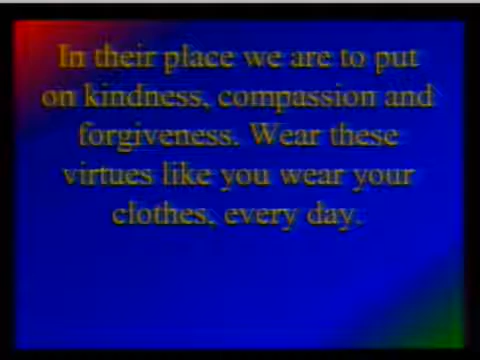 In their place we are to put
on kindness, compassion and
forgiveness. Wear these
virtues like you wear your
clothes, every day.